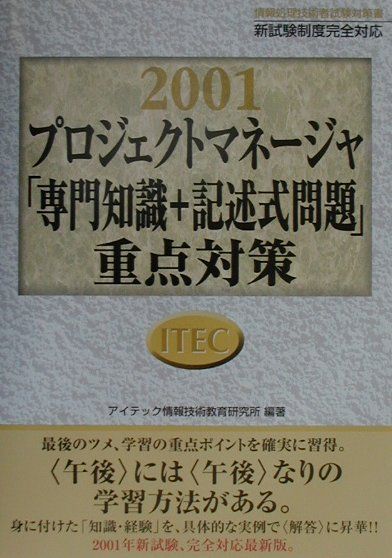 情報処理技術者試験対策書
新試験制度完全対応
2001
プロジェクトマネージャ
「専門知識+記述式問題」
重点対策
ITEC
アイテック情報技術教育研究所 編著
最後のツメ、学習の重点ポイントを確実に習得。
〈午後〉には〈午後〉なりの
学習方法がある。
身に付けた「知識・経験」を、具体的な実例で〈解答〉に昇華!!
2001年新試験、完全対応最新版。